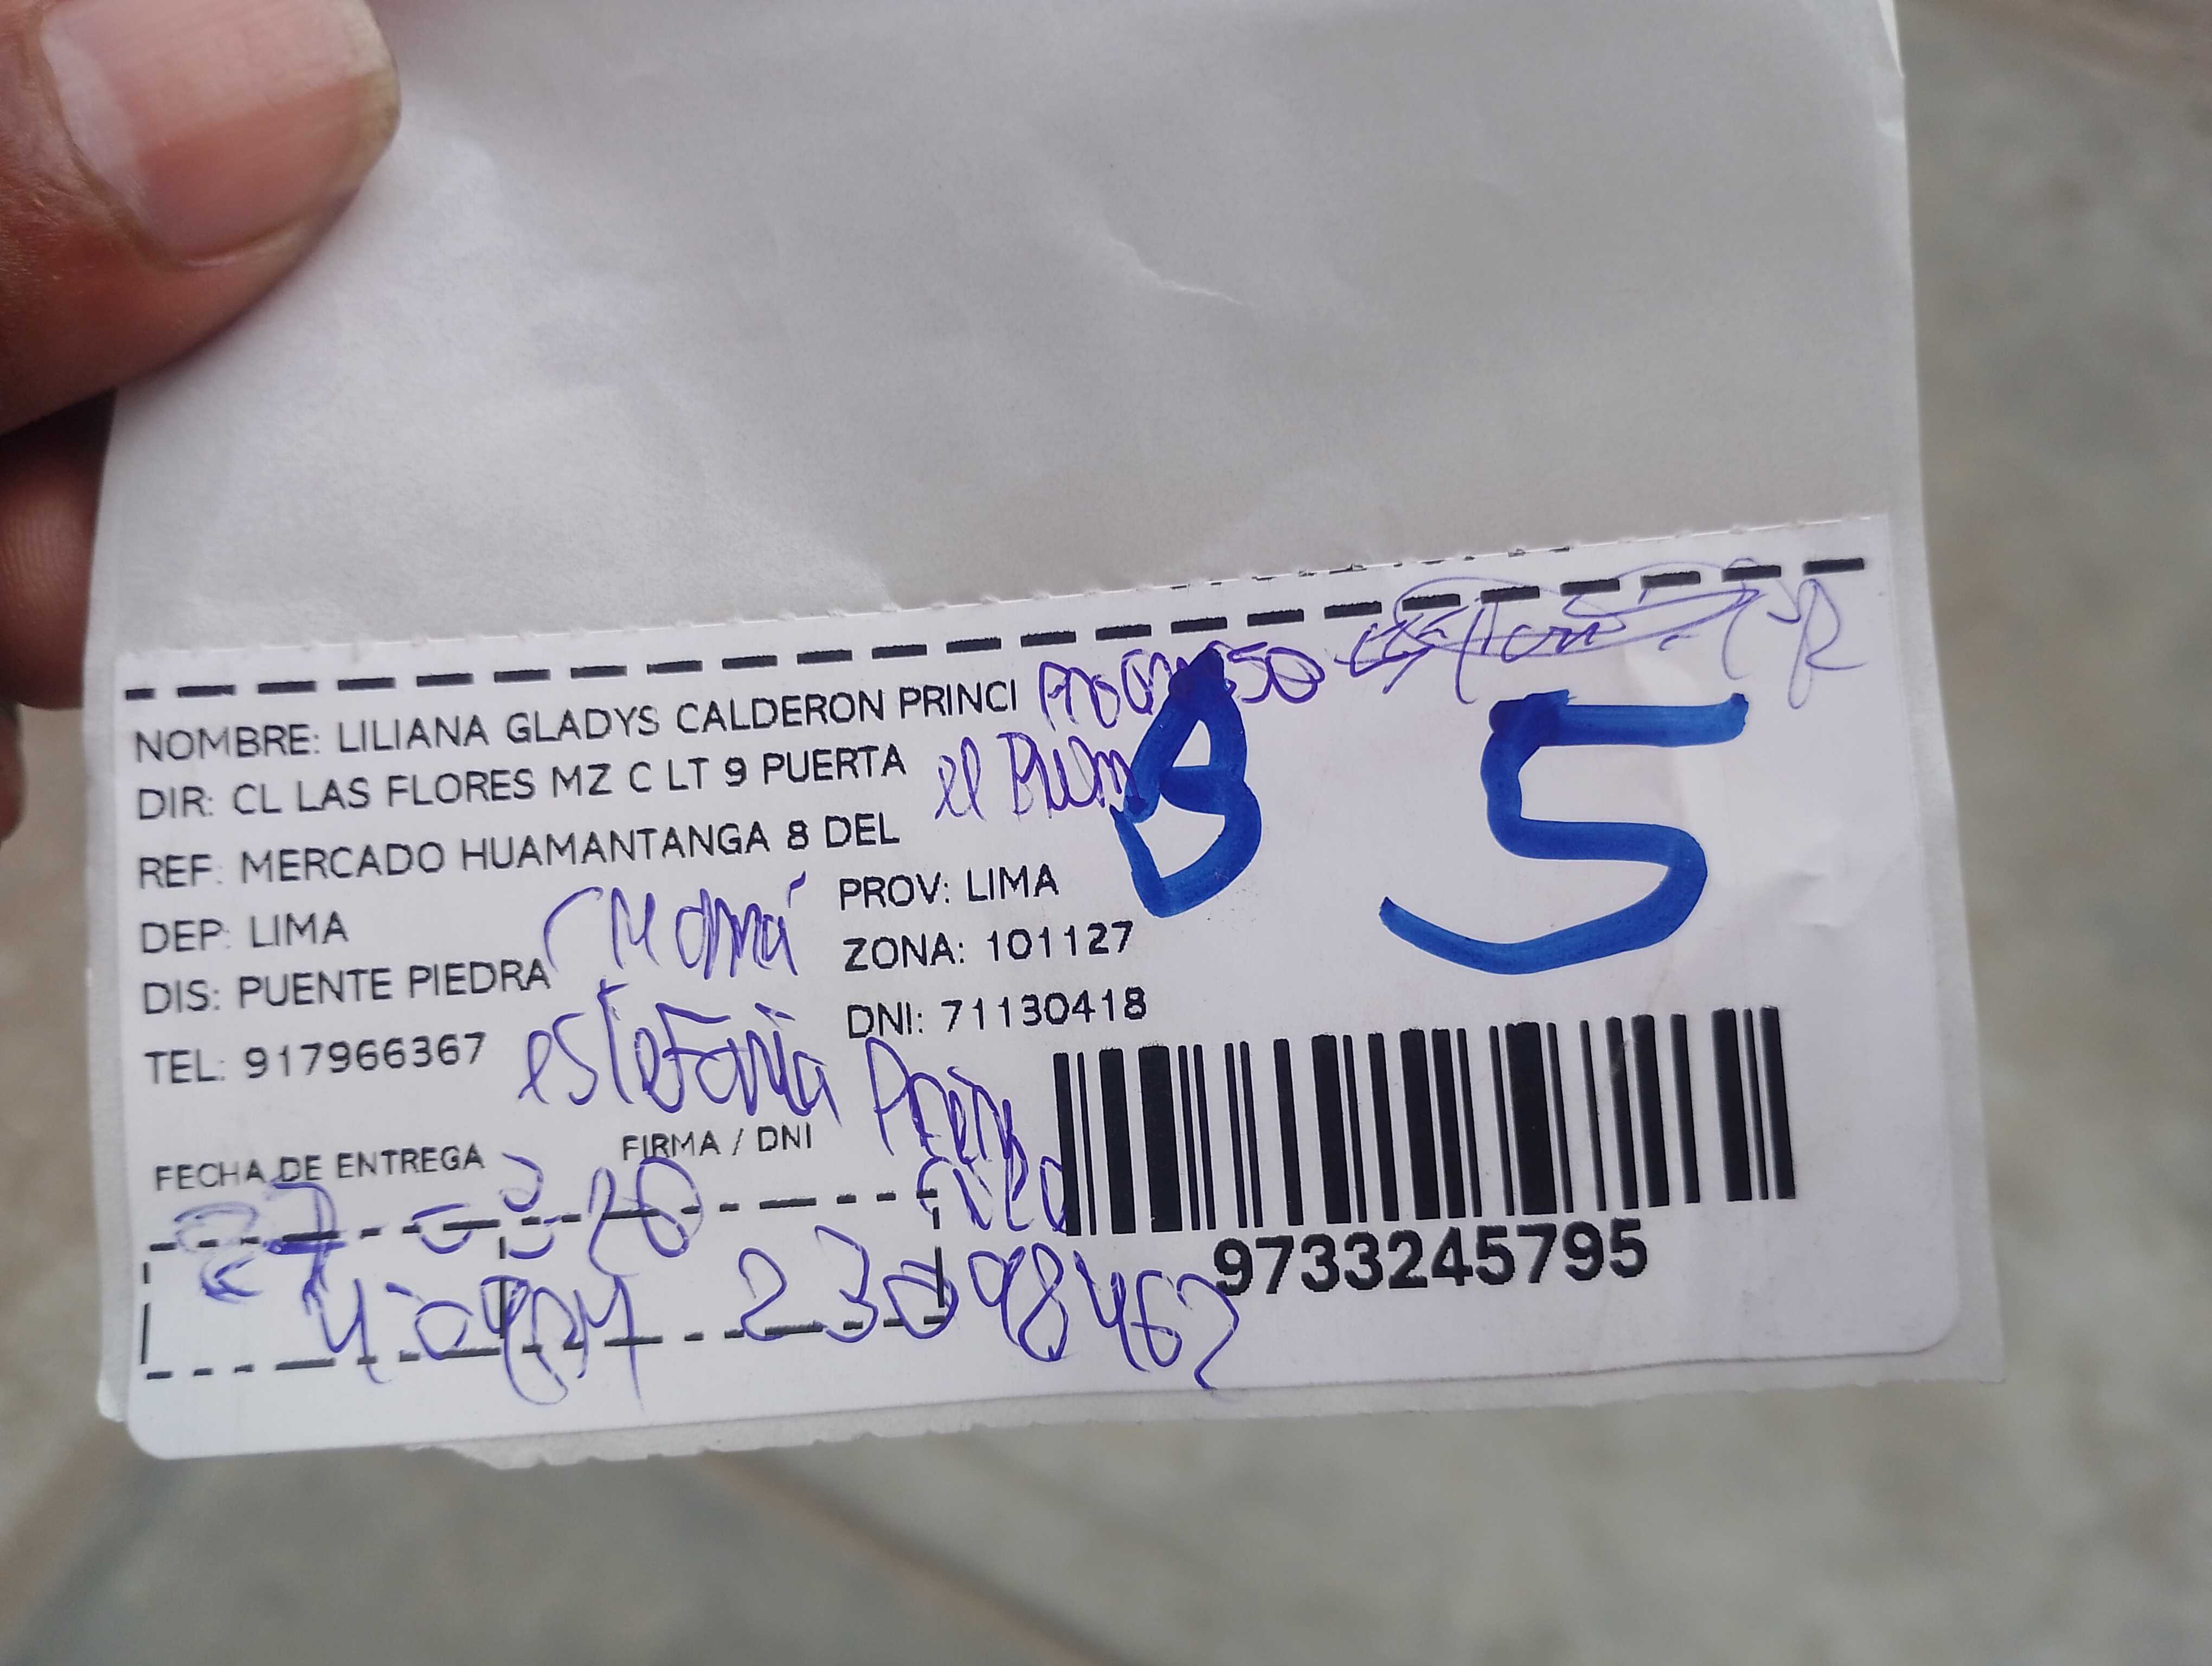 NOMBRE: LILIANA GLADYS CALDERON PRINCI
DIR: CL LAS FLORES MZ C LT 9 PUERTA
el
REF: MERCADO HUAMANTANGA 8 DEL
DEP: LIMA
PROV: LIMA
5
DIS: PUENTE PIEDRA
(Mamá
ZONA: 101127
TEL: 917966367
estefania
DNI: 71130418
FECHA DE ENTREGA
FIRMA / DNI
9733245795
23098462